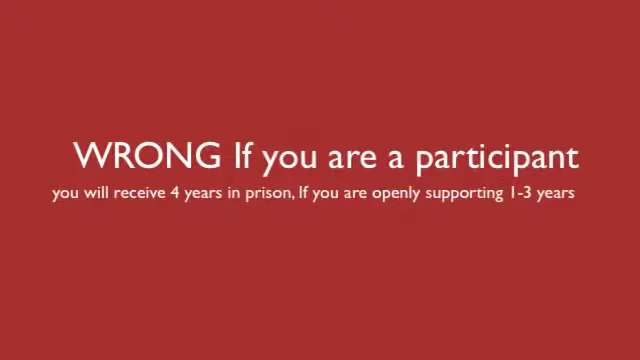 WRONG If you are a participant
you will receive 4 years in prison, If you are openly supporting 1-3 years